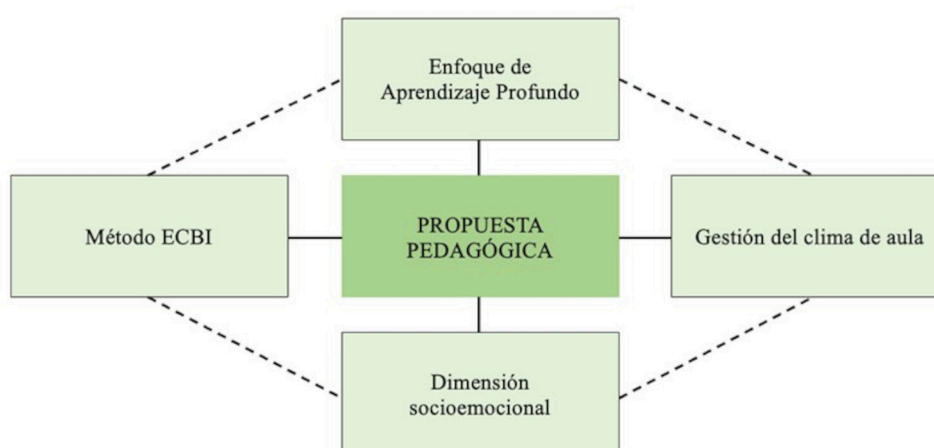 Enfoque de
Aprendizaje Profundo
Método ECBI
PROPUESTA
PEDAGÓGICA
Gestión del clima de aula
Dimensión
socioemocional